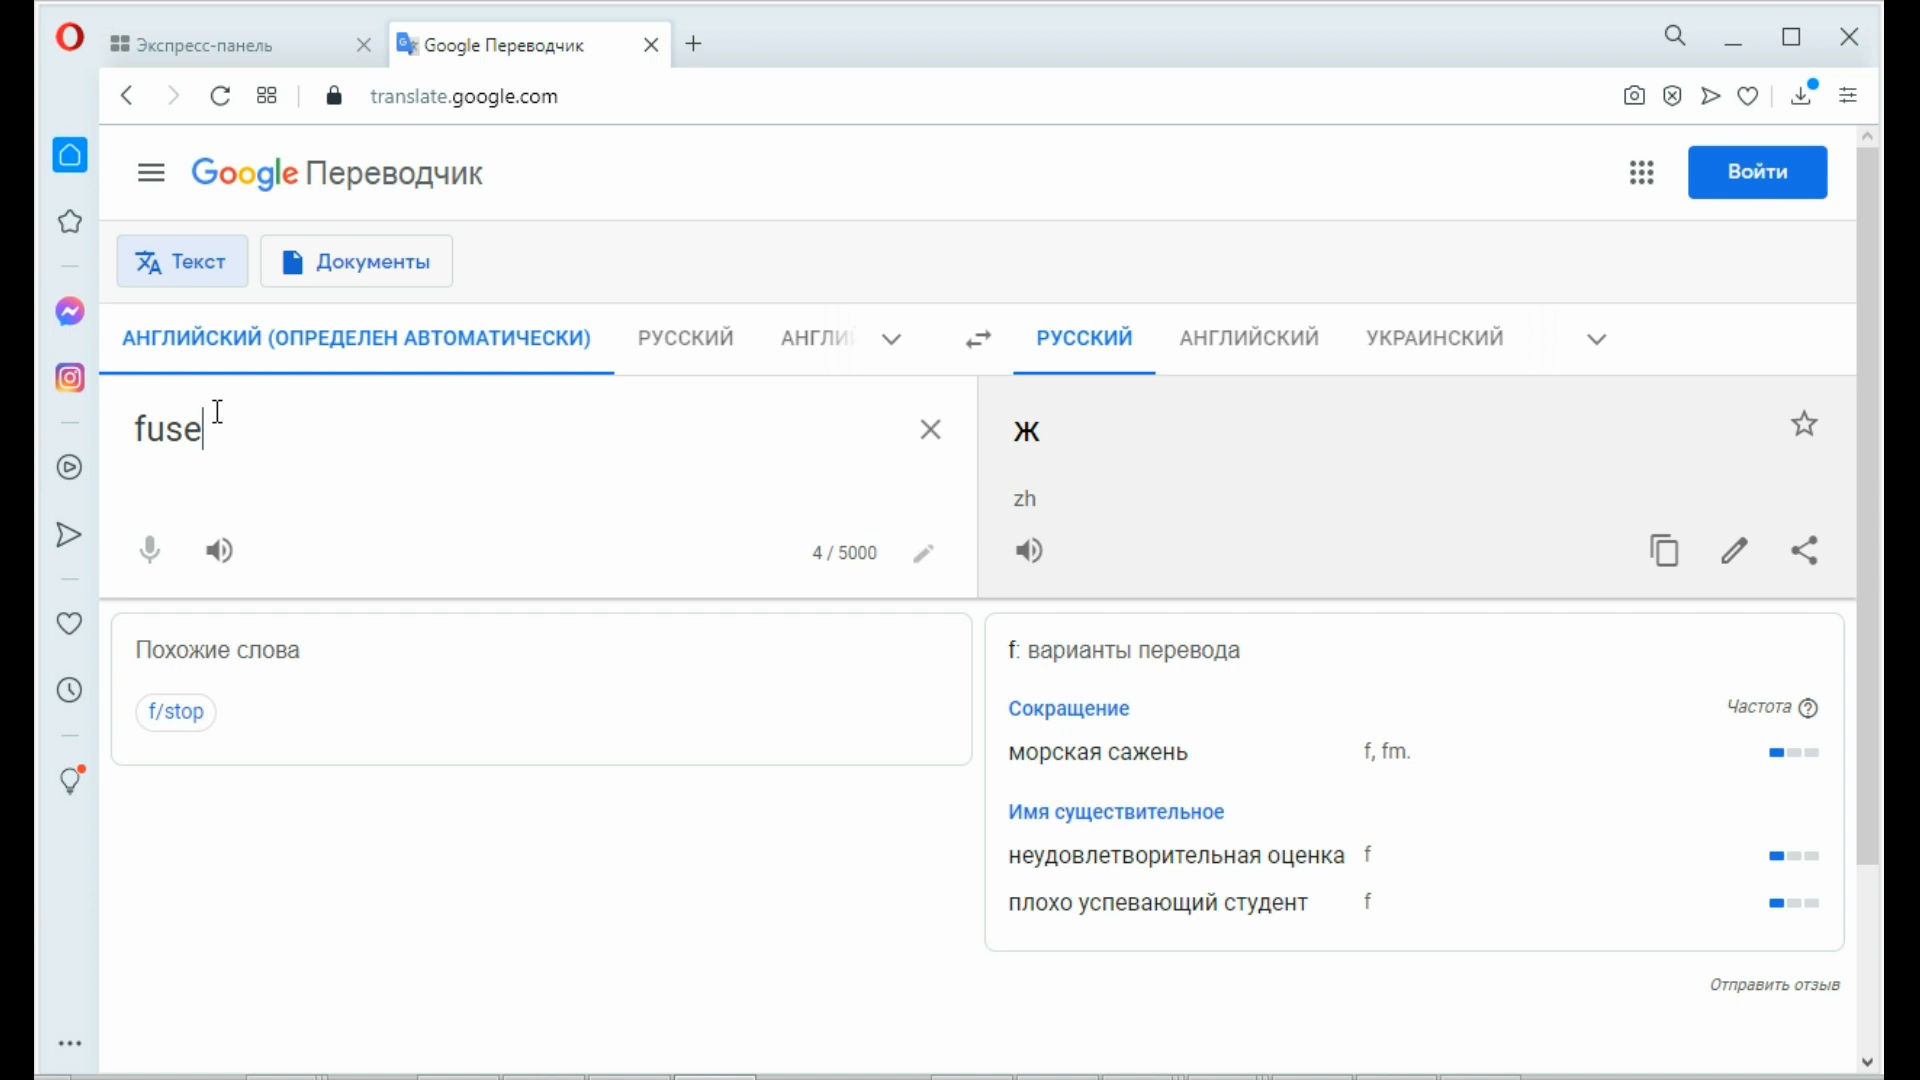 Экспресс-панель
Google Переводчик
translate.google.com
Google Переводчик
Войти
Текст
Документы
АНГЛИЙСКИЙ (ОПРЕДЕЛЕН АВТОМАТИЧЕСКИ)
РУССКИЙ
АНГЛИ
РУССКИЙ
АНГЛИЙСКИЙ
УКРАИНСКИЙ
fuse
ж
zh
4 / 5000
Похожие слова
f/stop
f: варианты перевода
Сокращение
Частота
морская сажень f, fm.
Имя существительное
неудовлетворительная оценка f
плохо успевающий студент f
Отправить отзыв